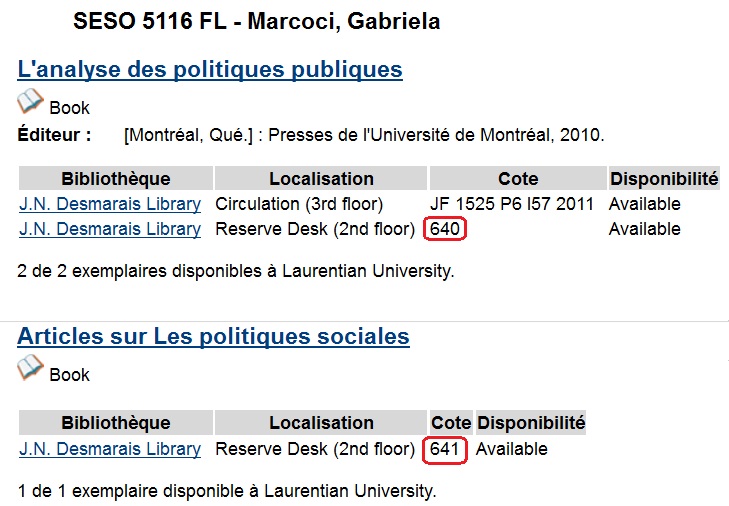 SESO 5116 FL - Marcoci, Gabriela
L'analyse des politiques publiques
Book
Éditeur : [Montréal, Qué.] : Presses de l'Université de Montréal, 2010.
Bibliothèque Localisation Cote Disponibilité
J.N. Desmarais Library Circulation (3rd floor) JF 1525 P6 I57 2011 Available
J.N. Desmarais Library Reserve Desk (2nd floor) 640 Available
2 de 2 exemplaires disponibles à Laurentian University.
Articles sur Les politiques sociales
Book
Bibliothèque Localisation Cote Disponibilité
J.N. Desmarais Library Reserve Desk (2nd floor) 641 Available
1 de 1 exemplaire disponible à Laurentian University.